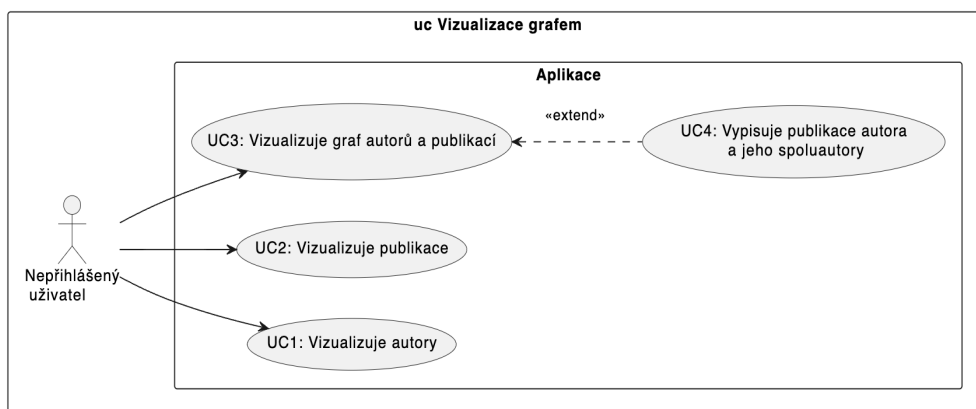 uc Vizualizace grafem
Aplikace
«extend»
UC3: Vizualizuje graf autorů a publikací
UC4: Vypisuje publikace autora
a jeho spoluautory
UC2: Vizualizuje publikace
Nepřihlášený
uživatel
UC1: Vizualizuje autory